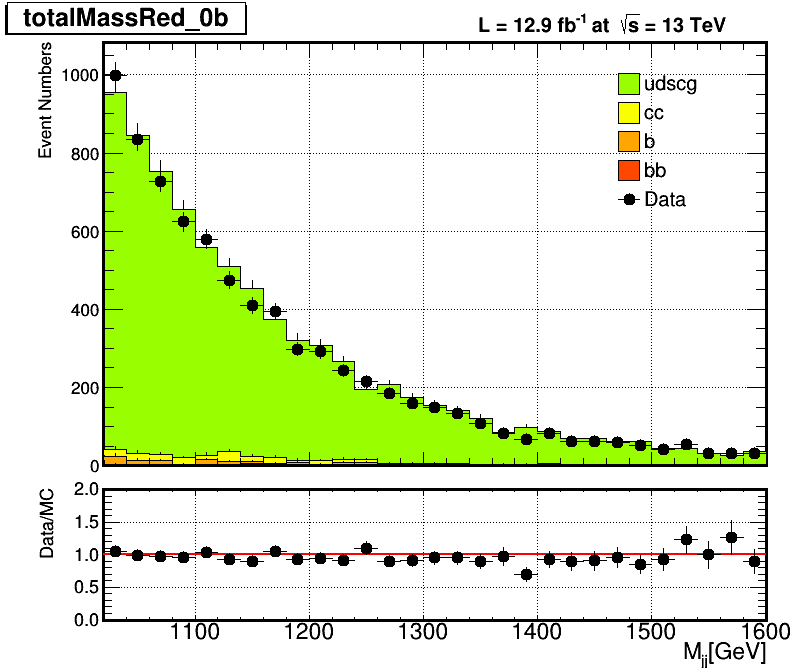 totalMassRed_0b
L = 12.9 fb-1 at √s = 13 TeV
Event Numbers
1000
800
600
400
200
0
udscg
cc
b
bb
Data
Data/MC
2.0
1.5
1.0
0.5
0.0
1100 1200 1300 1400 1500 1600
Mjj[GeV]